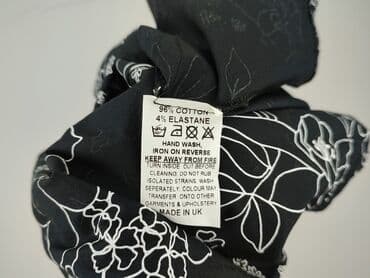 96% COTTON
4% ELASTANE
HAND WASH,
IRON ON REVERSE
KEEP AWAY FROM FIRE
TURN INSIDE OUT BEFORE
CLEANING: DO NOT RUB
ISOLATED STRAINS. WASH
SEPERATELY: COLOUR MAY
TRANSFER ONTO OTHER
GARMENTS & UPHOLSTERY
MADE IN UK